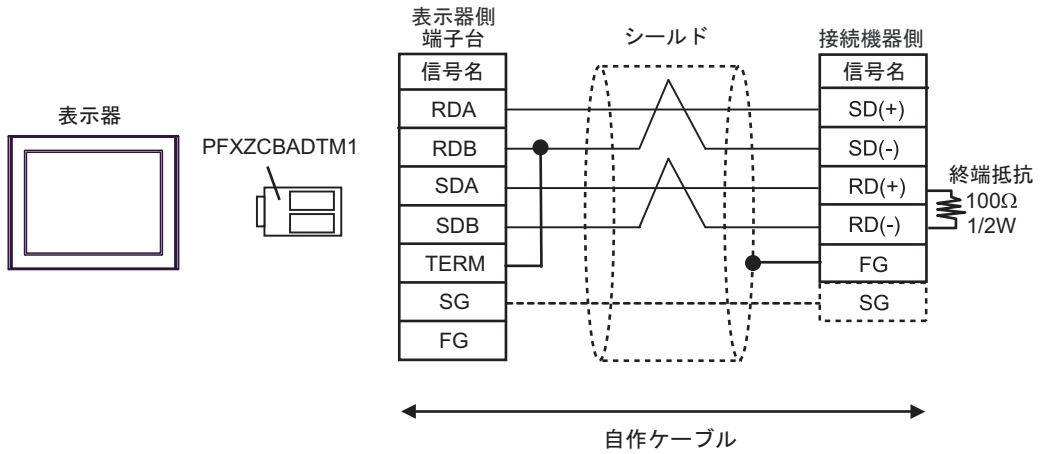 表示器
PFXZCBADTM1
表示器側
端子台
信号名
RDA
RDB
SDA
SDB
TERM
SG
FG
シールド
接続機器側
信号名
SD(+)
SD(-)
RD(+)
RD(-)
FG
SG
終端抵抗
100Ω
1/2W
自作ケーブル